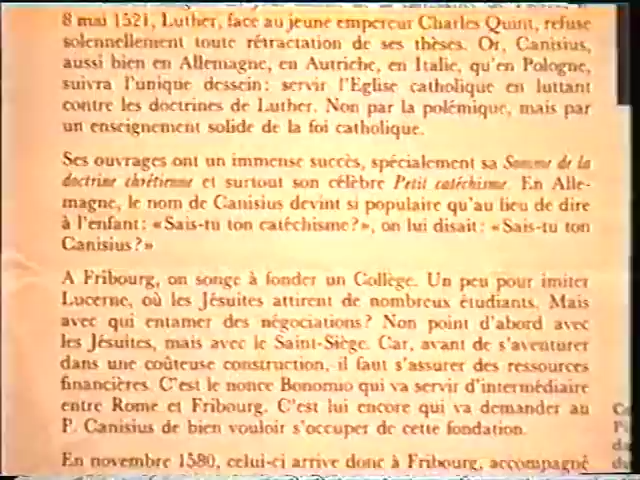 8 mai 1521, Luther, face au jeune empereur Charles Quint, refuse
solennellement toute rétractation de ses thèses. Or, Canisius,
aussi bien en Allemagne, en Autriche, en Italie, qu'en Pologne,
suivra l'unique dessein: servir l'Eglise catholique en luttant
contre les doctrines de Luther. Non par la polémique, mais par
un enseignement solide de la foi catholique.
Ses ouvrages ont un immense succès, spécialement sa Somme de la
doctrine chrétienne et surtout son célèbre Petit catéchisme. En Alle-
magne, le nom de Canisius devint si populaire qu'au lieu de dire
à l'enfant: «Sais-tu ton catéchisme?», on lui disait: «Sais-tu ton
Canisius?»
A Fribourg, on songe à fonder un Collège. Un peu pour imiter
Lucerne, où les Jésuites attirent de nombreux étudiants. Mais
avec qui entamer des négociations? Non point d'abord avec
les Jésuites, mais avec le Saint-Siège. Car, avant de s'aventurer
dans une coûteuse construction, il faut s'assurer des ressources
financières. C'est le nonce Bonomio qui va servir d'intermédiaire
entre Rome et Fribourg. C'est lui encore qui va demander au
P. Canisius de bien vouloir s'occuper de cette fondation.
En novembre 1580, celui-ci arrive donc à Fribourg, accompagné